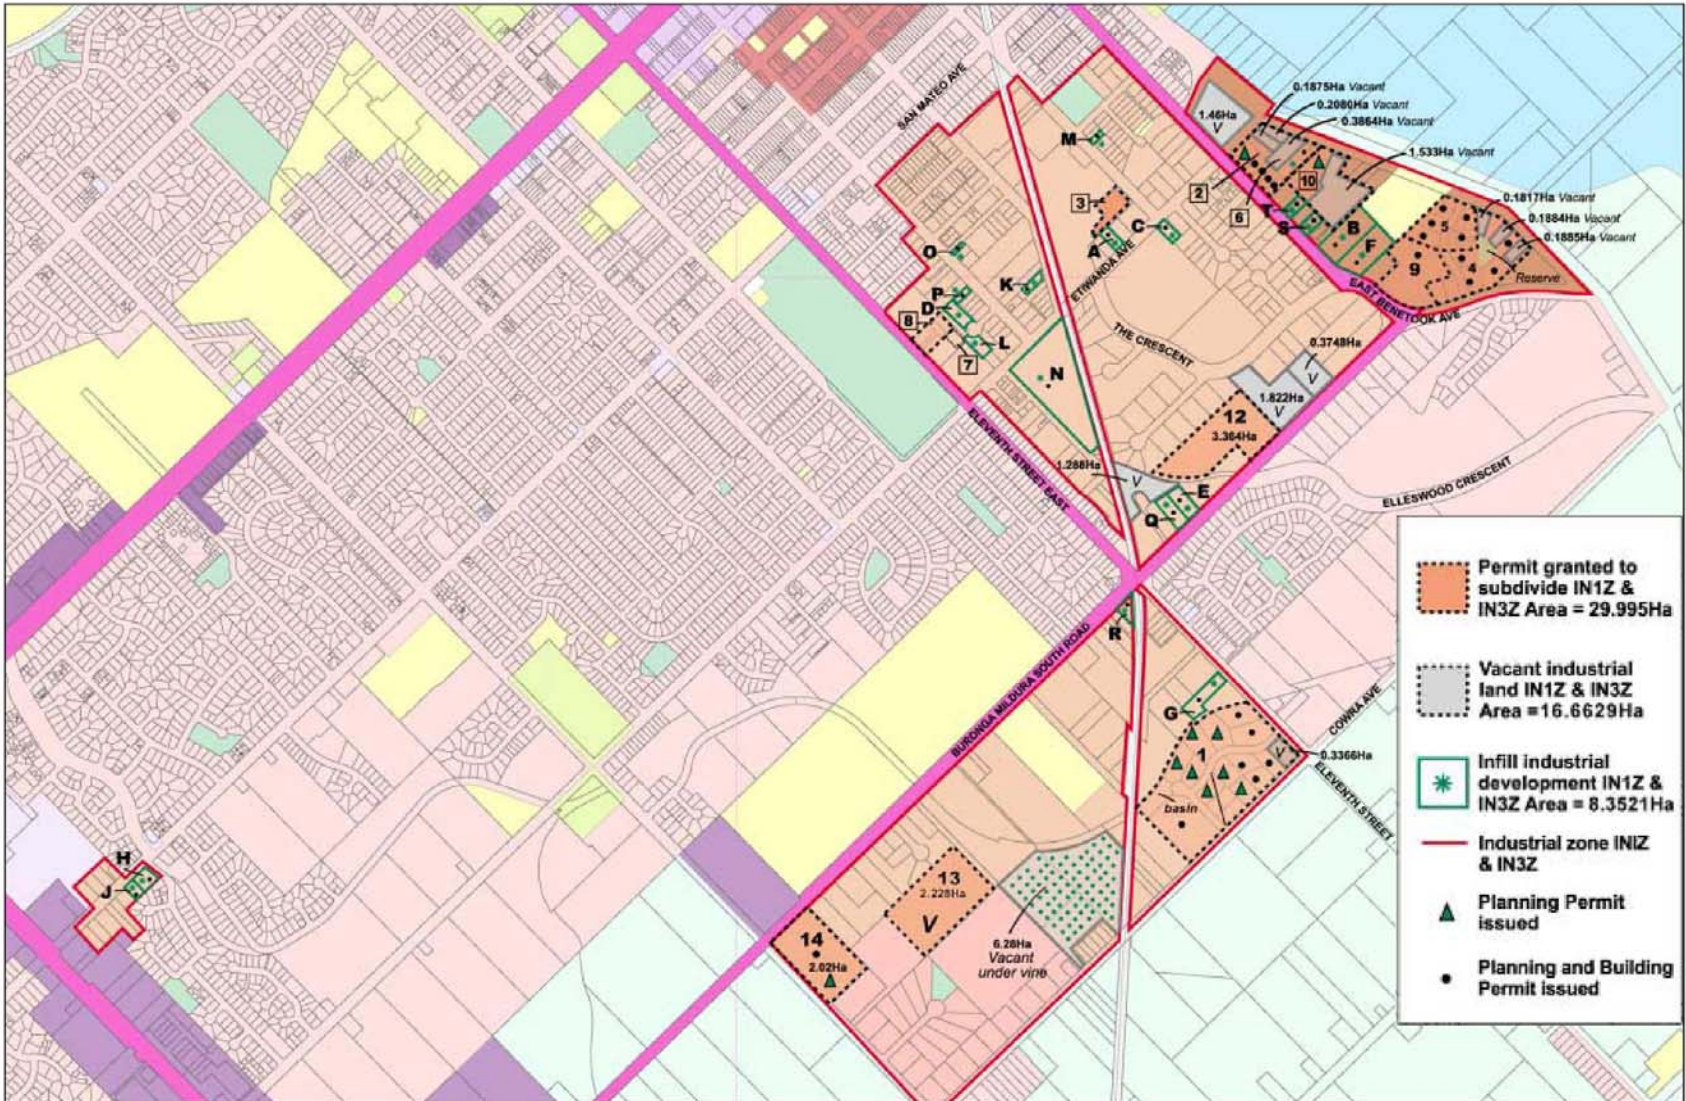 SAN MATEO AVE
0.1875Ha Vacant
0.2080Ha Vacant
0.3864Ha Vacant
1.46Ha
V
M
1.533Ha Vacant
10
2
3
6
0.1817Ha Vacant
T
S
B
F
5
0.1884Ha Vacant
C
A
O
0.1885Ha Vacant
9
4
Reserve
ETIWANDA AVE
K
P
D
8
EAST BENETOOK AVE
L
7
THE CRESCENT
0.3748Ha
V
N
1.822Ha
V
12
3.364Ha
ELEVENTH STREET EAST
1.288Ha
V
E
Q
ELLESWOOD CRESCENT
R
BURONGA MILDURA SOUTH ROAD
G
COWRA AVE
1
V
0.3366Ha
basin
ELEVENTH STREET
H
J
13
2.228Ha
V
14
2.02Ha
6.28Ha
Vacant
under vine
Permit granted to
subdivide IN1Z &
IN3Z Area = 29.995Ha
Vacant industrial
land IN1Z & IN3Z
Area =16.6629Ha
Infill industrial
development IN1Z &
IN3Z Area = 8.3521Ha
Industrial zone INIZ
& IN3Z
Planning Permit
issued
Planning and Building
Permit issued